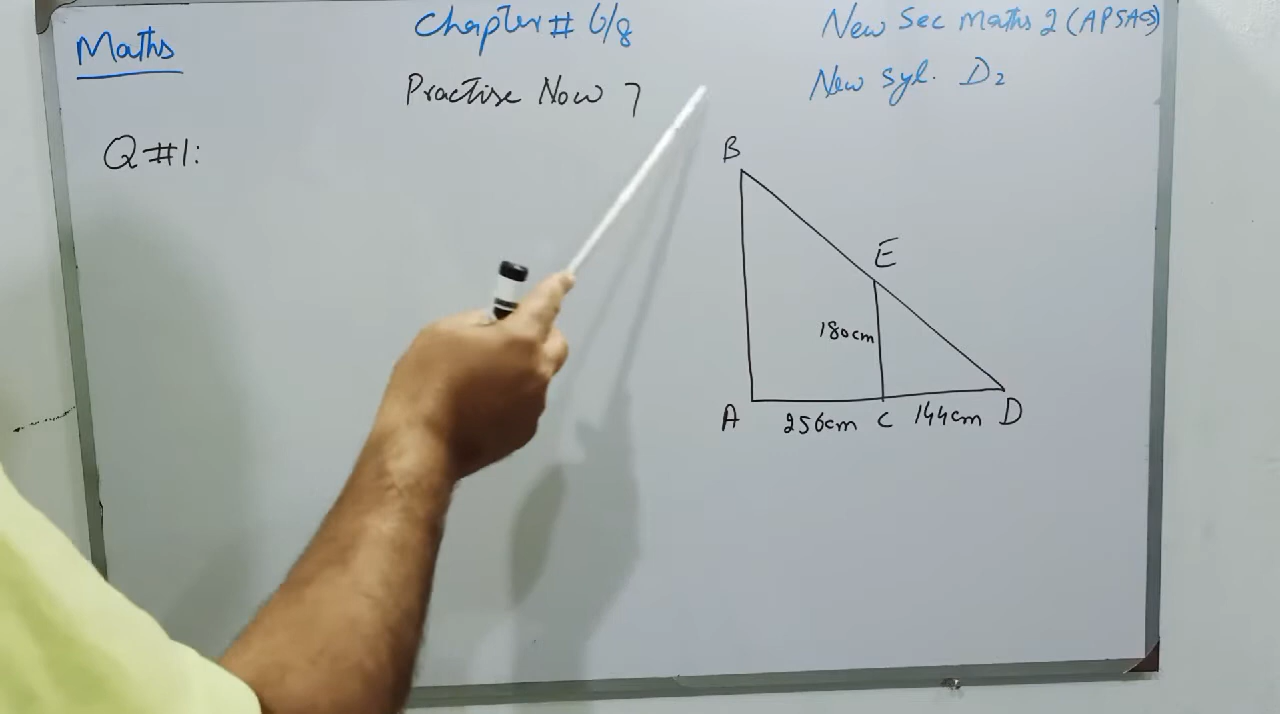 Maths
Chapter # 6/8
New Sec Maths 2 (APSACS)
Practise Now 7
New Syl. D2
Q #1:
B
E
180cm
A 256cm C 144cm D